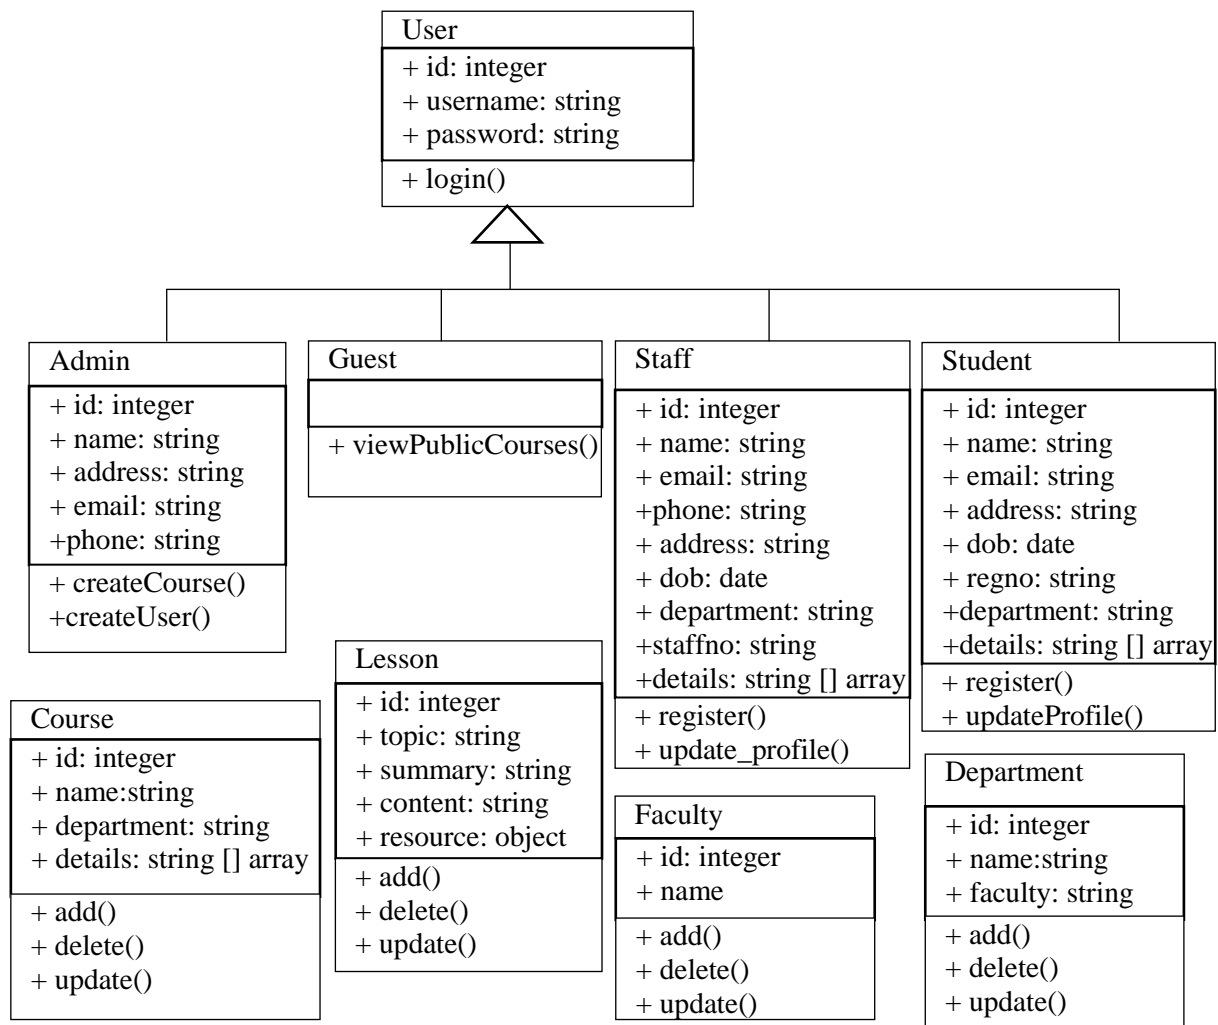 User
+ id: integer
+ username: string
+ password: string
+ login()
Admin
+ id: integer
+ name: string
+ address: string
+ email: string
+phone: string
+ createCourse()
+createUser()
Guest
+ viewPublicCourses()
Staff
+ id: integer
+ name: string
+ email: string
+phone: string
+ address: string
+ dob: date
+ department: string
+staffno: string
+details: string [] array
+ register()
+ update_profile()
Student
+ id: integer
+ name: string
+ email: string
+ address: string
+ dob: date
+ regno: string
+department: string
+details: string [] array
+ register()
+ updateProfile()
Course
+ id: integer
+ name:string
+ department: string
+ details: string [] array
+ add()
+ delete()
+ update()
Lesson
+ id: integer
+ topic: string
+ summary: string
+ content: string
+ resource: object
+ add()
+ delete()
+ update()
Faculty
+ id: integer
+ name
+ add()
+ delete()
+ update()
Department
+ id: integer
+ name:string
+ faculty: string
+ add()
+ delete()
+ update()